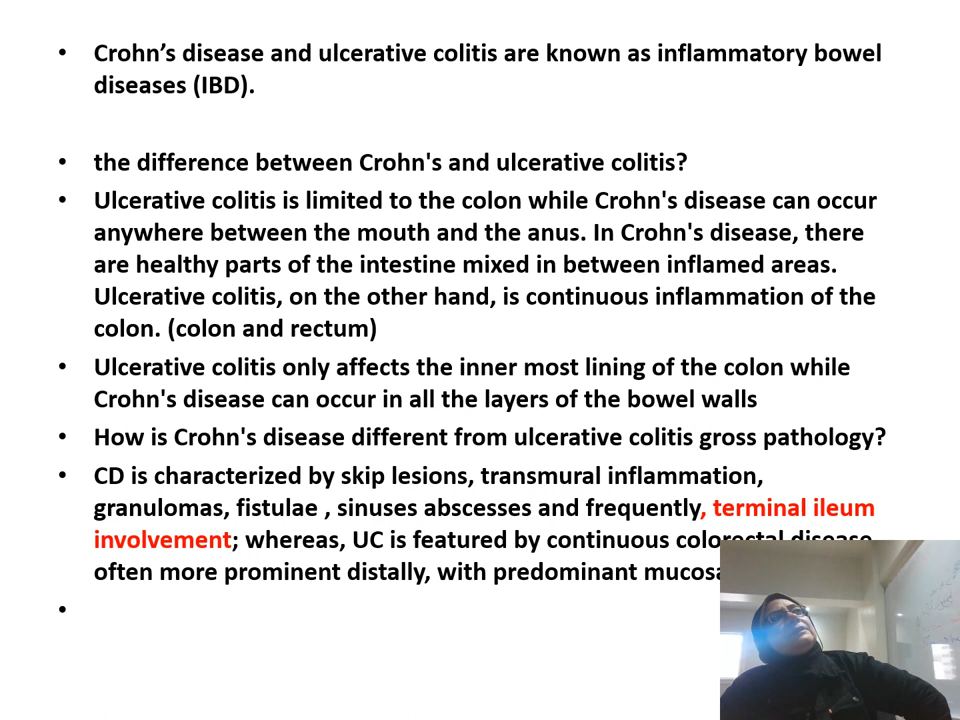 • Crohn’s disease and ulcerative colitis are known as inflammatory bowel
diseases (IBD).
• the difference between Crohn's and ulcerative colitis?
• Ulcerative colitis is limited to the colon while Crohn's disease can occur
anywhere between the mouth and the anus. In Crohn's disease, there
are healthy parts of the intestine mixed in between inflamed areas.
Ulcerative colitis, on the other hand, is continuous inflammation of the
colon. (colon and rectum)
• Ulcerative colitis only affects the inner most lining of the colon while
Crohn's disease can occur in all the layers of the bowel walls
• How is Crohn's disease different from ulcerative colitis gross pathology?
• CD is characterized by skip lesions, transmural inflammation,
granulomas, fistulae , sinuses abscesses and frequently, terminal ileum
involvement; whereas, UC is featured by continuous colorectal disease
often more prominent distally, with predominant
•